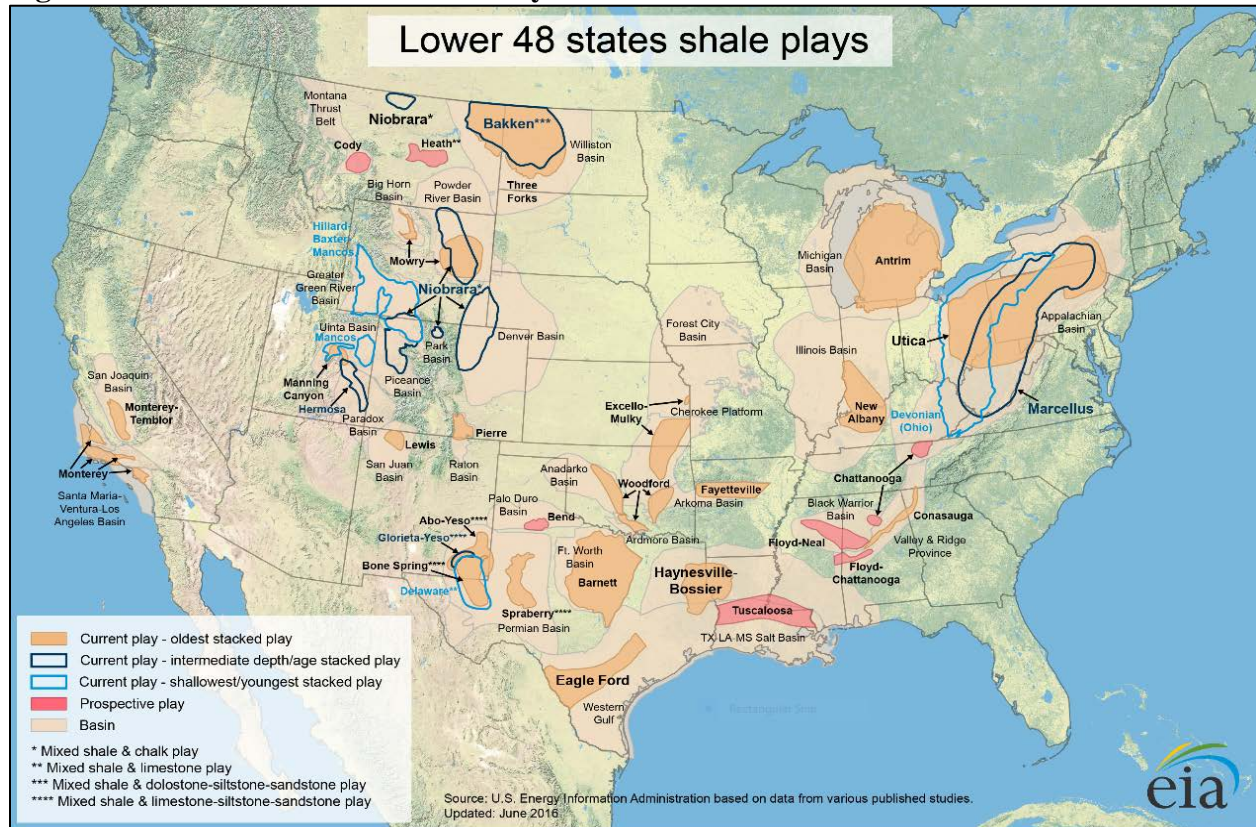 Lower 48 states shale plays
Montana
Thrust
Belt
Niobrara*
Bakken***
Cody
Heath**
Williston
Basin
Big Horn
Basin
Powder
River Basin
Three
Forks
Hillard-
Baxter-
Mancos
Mowry
Greater
Green River
Basin
Niobrara*
Uinta Basin
Mancos
Park
Basin
Denver Basin
Manning
Canyon
Piceance
Basin
Hermosa
Paradox
Basin
San Joaquin
Basin
Monterey-
Temblor
Monterey
Santa Maria-
Ventura-Los
Angeles Basin
Lewis
San Juan
Basin
Pierre
Raton
Basin
Forest City
Basin
Excello-
Mulky
Cherokee Platform
Anadarko
Basin
Woodford
Fayetteville
Arkoma Basin
Palo Duro
Basin
Bend
Ardmore Basin
Abo-Yeso****
Glorieta-Yeso****
Bone Spring****
Delaware**
Ft. Worth
Basin
Barnett
Spraberry****
Permian Basin
Haynesville-
Bossier
Tuscaloosa
TX-LA-MS Salt Basin
Eagle Ford
Western
Gulf
Michigan
Basin
Antrim
Illinois Basin
New
Albany
Utica
Appalachian
Basin
Devonian
(Ohio)
Marcellus
Chattanooga
Black Warrior
Basin
Conasauga
Floyd-Neal
Valley & Ridge
Province
Floyd-
Chattanooga
Rectangular Snip
Current play - oldest stacked play
Current play - intermediate depth/age stacked play
Current play - shallowest/youngest stacked play
Prospective play
Basin
* Mixed shale & chalk play
** Mixed shale & limestone play
*** Mixed shale & dolostone-siltstone-sandstone play
**** Mixed shale & limestone-siltstone-sandstone play
Source: U.S. Energy Information Administration based on data from various published studies.
Updated: June 2016
eia